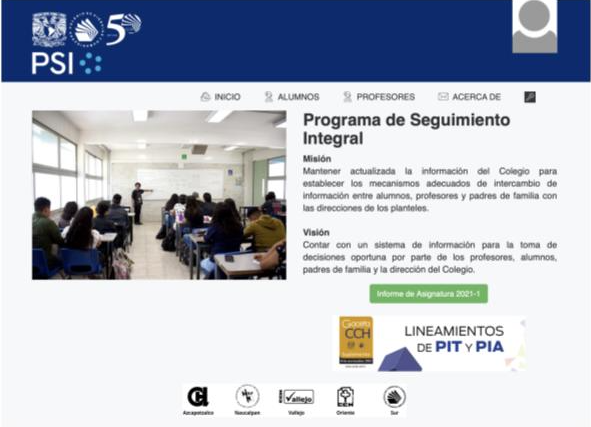 50
PSI
INICIO
ALUMNOS
PROFESORES
ACERCA DE
Programa de Seguimiento
Integral
Misión
Mantener actualizada la información del Colegio para
establecer los mecanismos adecuados de intercambio de
información entre alumnos, profesores y padres de familia con
las direcciones de los planteles.
Visión
Contar con un sistema de información para la toma de
decisiones oportuna por parte de los profesores, alumnos,
padres de familia y la dirección del Colegio.
Informe de Asignatura 2021-1
Gaceta
CCH
LINEAMIENTOS
DE PIT Y PIA
Vallejo
Azcapotzalco
Naucalpan
Vallejo
Oriente
Sur